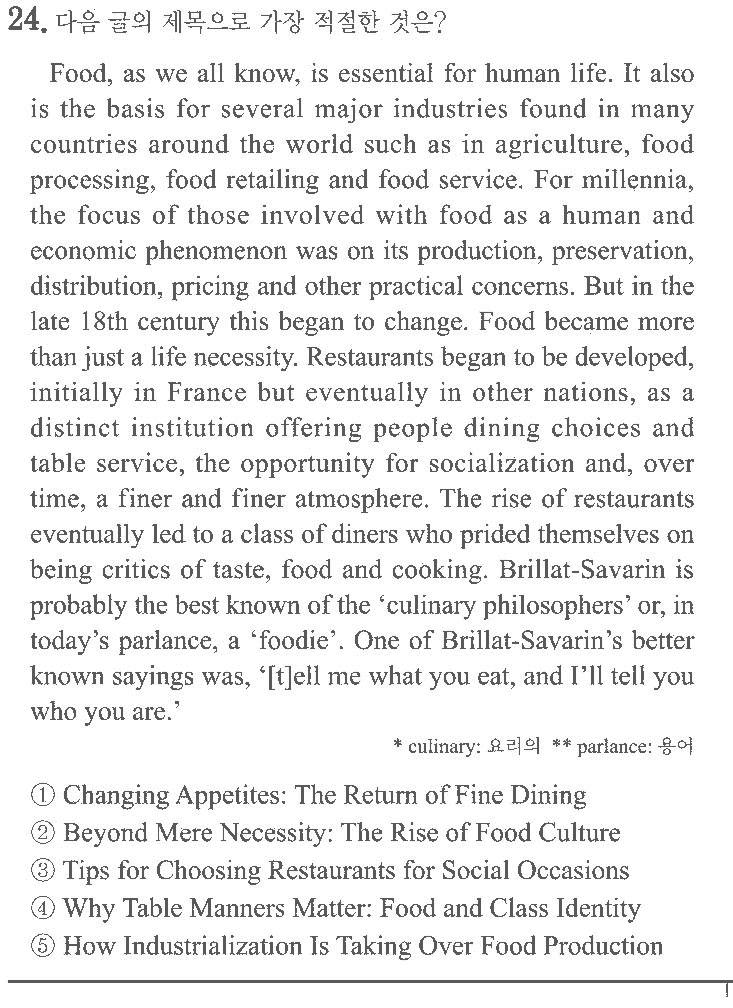 24. 다음 글의 제목으로 가장 적절한 것은?
Food, as we all know, is essential for human life. It also
is the basis for several major industries found in many
countries around the world such as in agriculture, food
processing, food retailing and food service. For millennia,
the focus of those involved with food as a human and
economic phenomenon was on its production, preservation,
distribution, pricing and other practical concerns. But in the
late 18th century this began to change. Food became more
than just a life necessity. Restaurants began to be developed,
initially in France but eventually in other nations, as a
distinct institution offering people dining choices and
table service, the opportunity for socialization and, over
time, a finer and finer atmosphere. The rise of restaurants
eventually led to a class of diners who prided themselves on
being critics of taste, food and cooking. Brillat-Savarin is
probably the best known of the ‘culinary philosophers’ or, in
today’s parlance, a ‘foodie’. One of Brillat-Savarin’s better
known sayings was, ‘[t]ell me what you eat, and I’ll tell you
who you are.’
* culinary: 요리의 ** parlance: 용어
① Changing Appetites: The Return of Fine Dining
② Beyond Mere Necessity: The Rise of Food Culture
③ Tips for Choosing Restaurants for Social Occasions
④ Why Table Manners Matter: Food and Class Identity
⑤ How Industrialization Is Taking Over Food Production